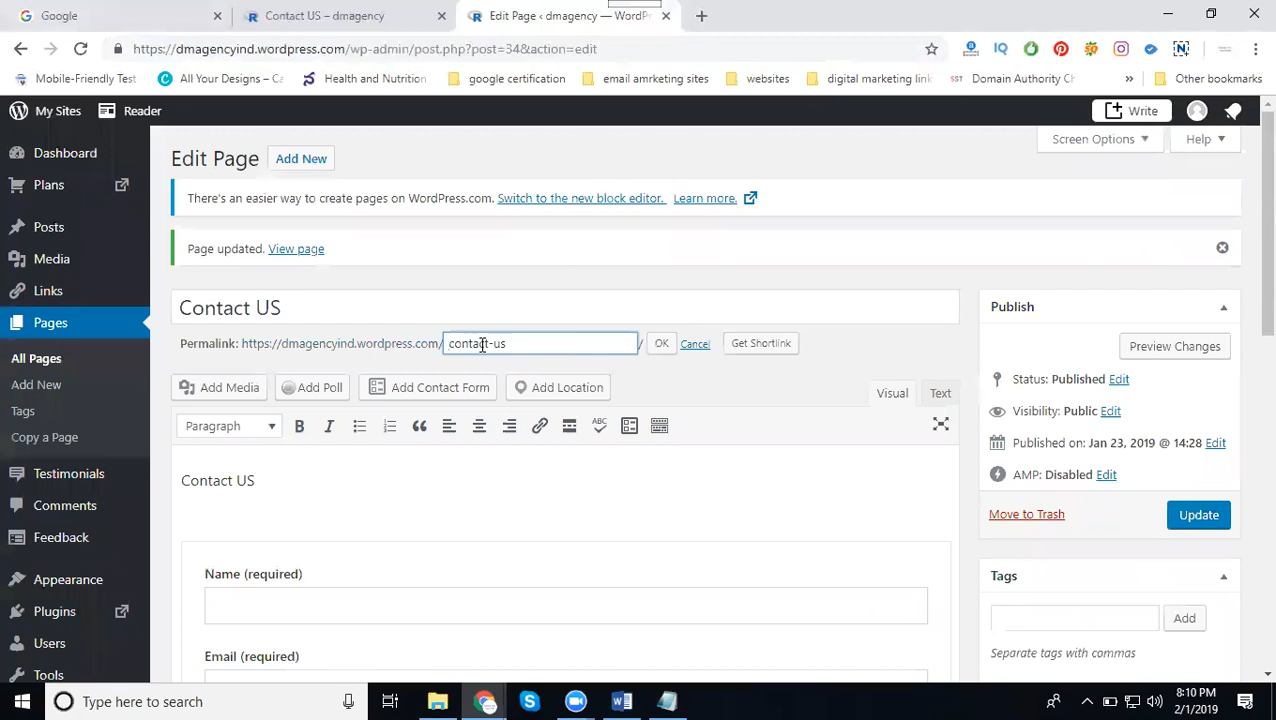 Google
Contact US – dmagency
Edit Page ‹ dmagency — WordPr
https://dmagencyind.wordpress.com/wp-admin/post.php?post=34&action=edit
Mobile-Friendly Test
All Your Designs – Ca
Health and Nutrition
google certification
email amrketing sites
websites
digital marketing link
Domain Authority Ch
»
Other bookmarks
My Sites
Reader
Write
Screen Options
Help
Dashboard
Plans
Posts
Media
Links
Pages
All Pages
Add New
Tags
Copy a Page
Testimonials
Comments
Feedback
Appearance
Plugins
Users
Tools
Edit Page
Add New
There's an easier way to create pages on WordPress.com. Switch to the new block editor. Learn more.
Page updated. View page
Contact US
Permalink: https://dmagencyind.wordpress.com/ contact-us / OK Cancel Get Shortlink
Add Media
Add Poll
Add Contact Form
Add Location
Visual
Text
Paragraph
B I ABC
Contact US
Name (required)
Email (required)
Publish
Preview Changes
Status: Published Edit
Visibility: Public Edit
Published on: Jan 23, 2019 @ 14:28 Edit
AMP: Disabled Edit
Move to Trash
Update
Tags
Add
Separate tags with commas
Type here to search
8:10 PM
2/1/2019